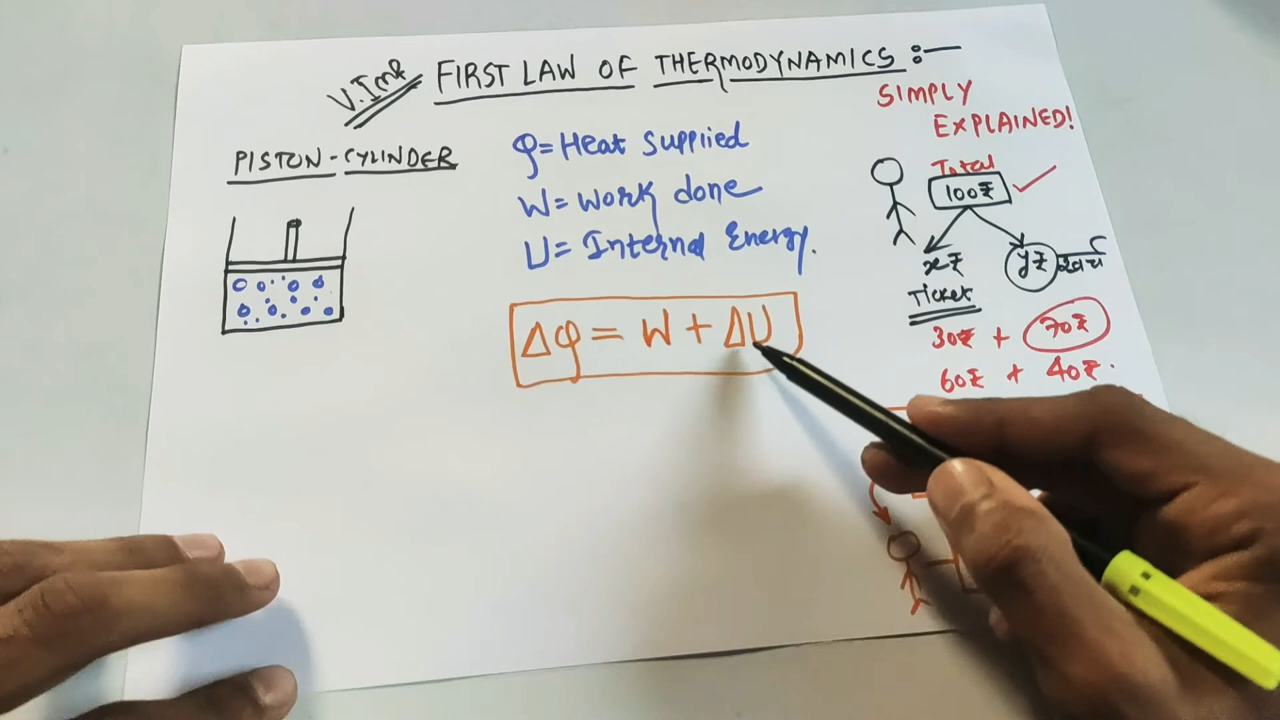 V.Imp FIRST LAW OF THERMODYNAMICS :-
SIMPLY
EXPLAINED!
PISTON-CYLINDER
φ=Heat Supplied
W= Work done
U= Internal Energy.
Δφ = W + ΔU
Total
100₹
x₹
y₹
Ticket
30₹ + 70₹
60₹ + 40₹.